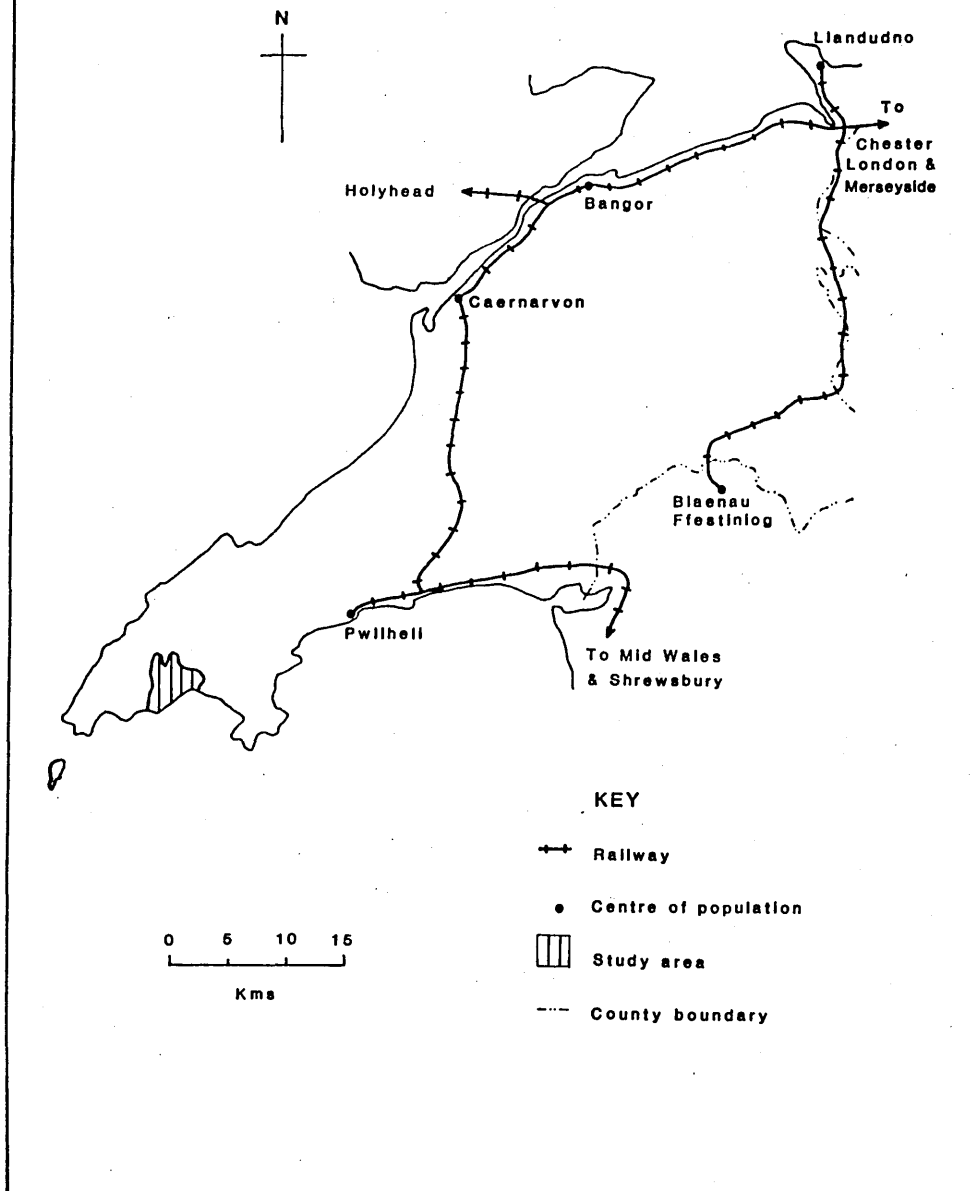 N
Llandudno
To
Chester
London &
Merseyside
Holyhead
Bangor
Caernarvon
Blaenau
Ffestiniog
Pwllheli
To Mid Wales
& Shrewsbury
KEY
Railway
Centre of population
0 5 10 15
Study area
Kms
County boundary